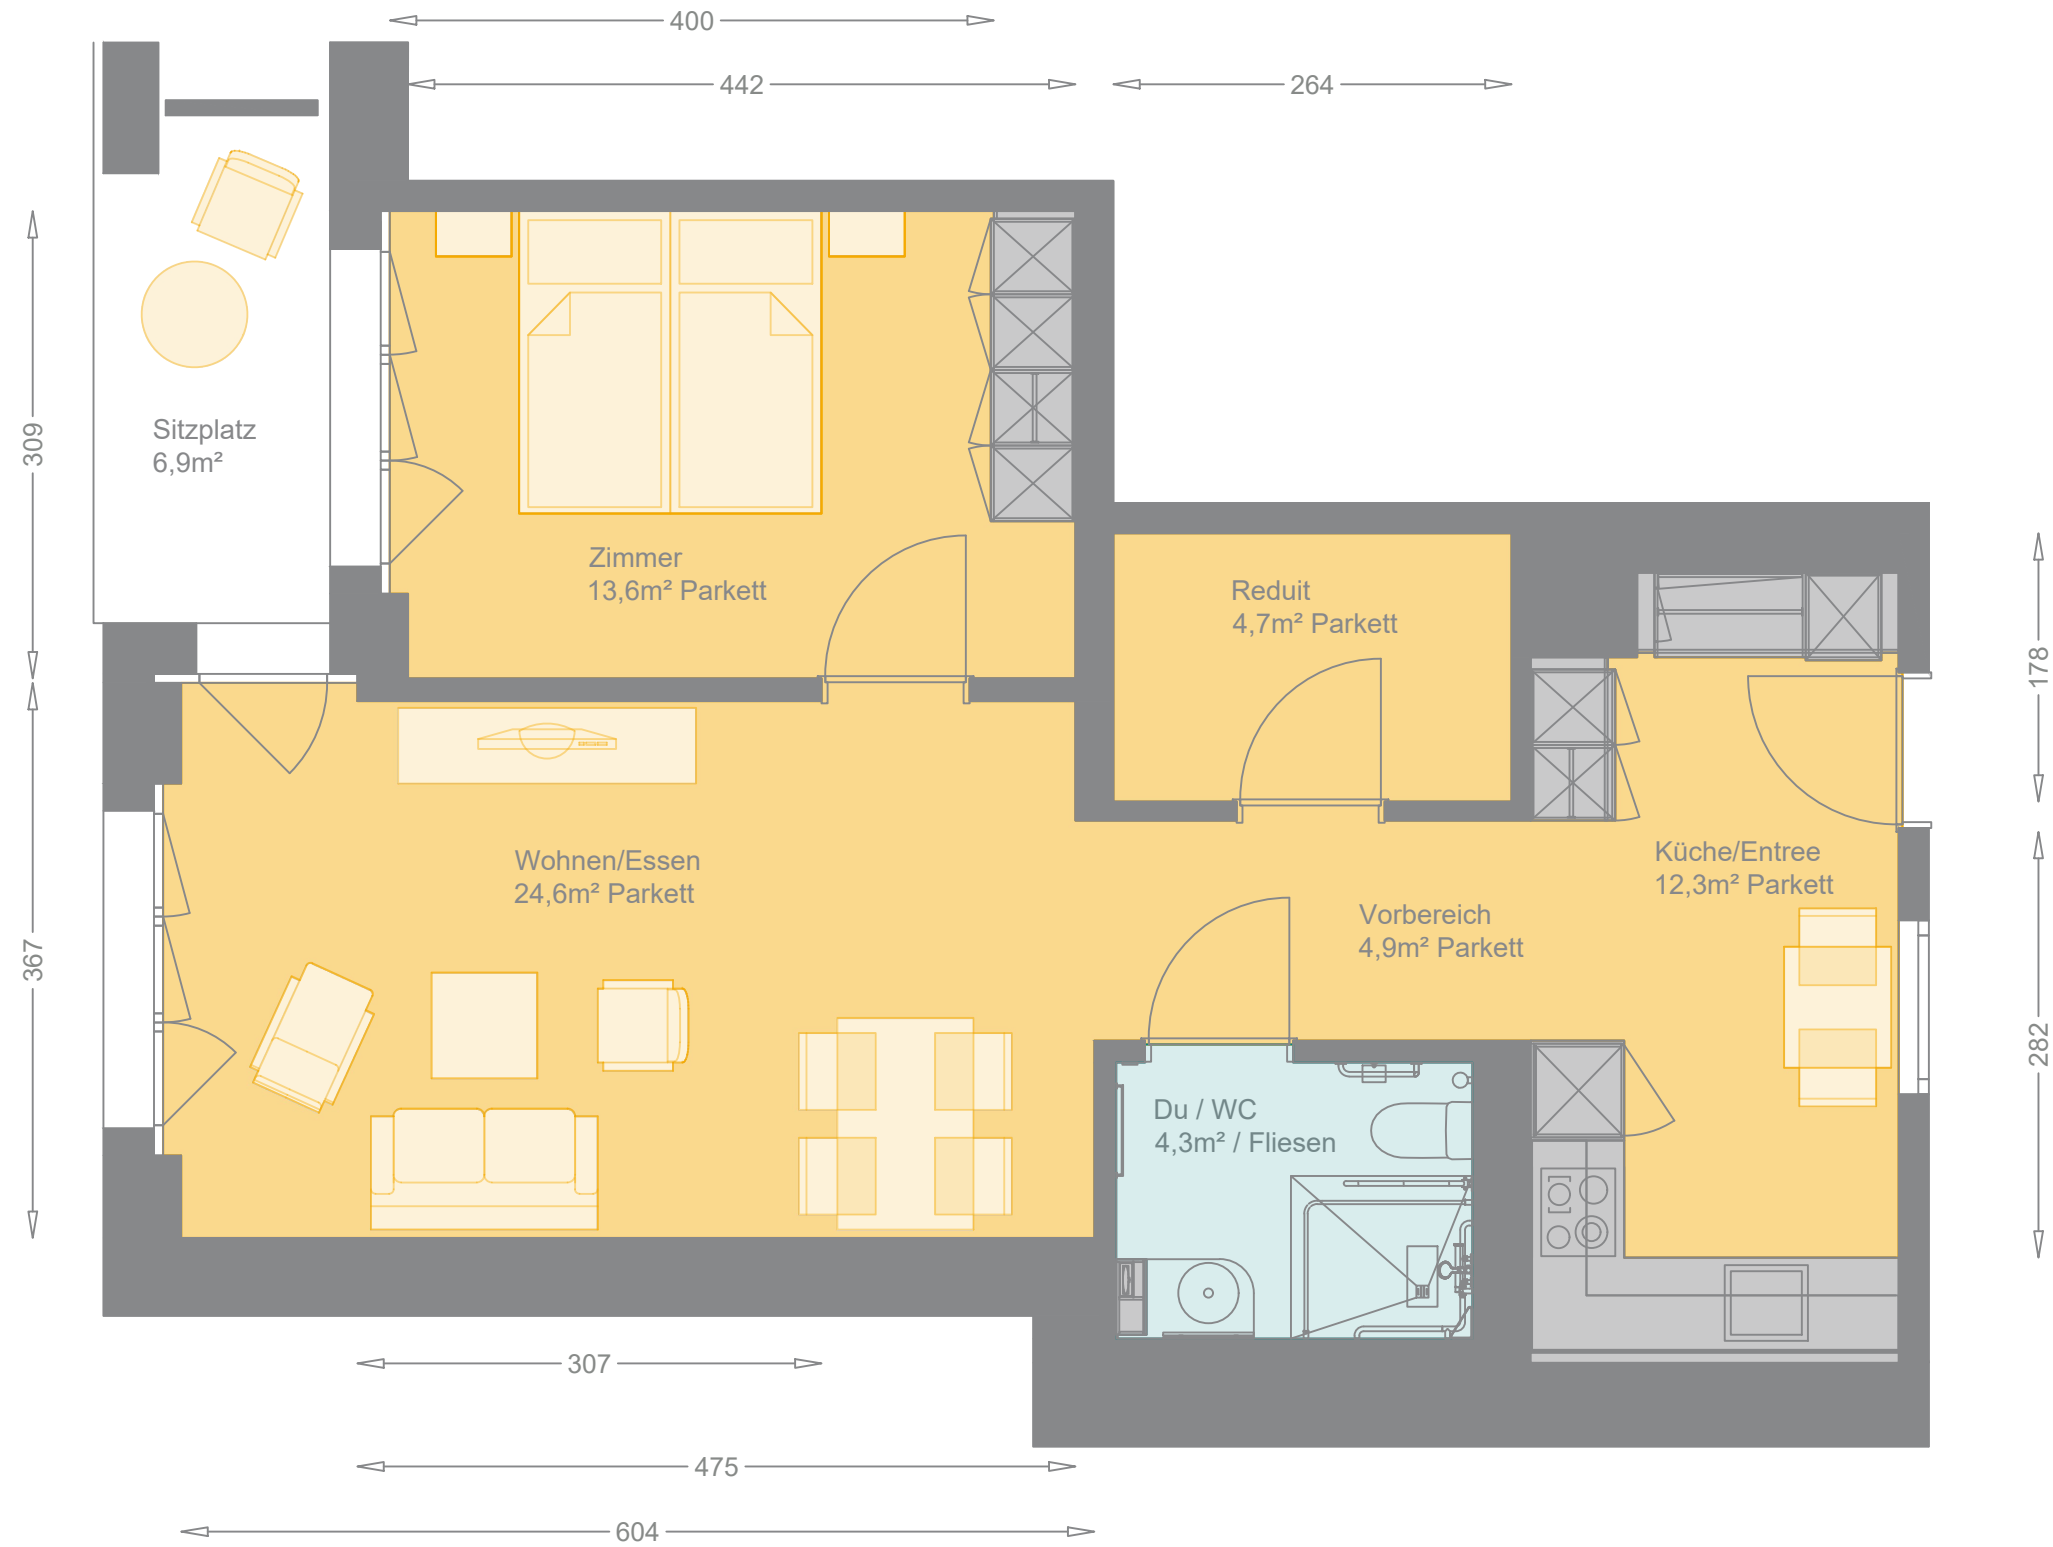 400
442
264
309
Sitzplatz
6,9m²
Zimmer
13,6m² Parkett
Reduit
4,7m² Parkett
178
Wohnen/Essen
24,6m² Parkett
Küche/Entree
12,3m² Parkett
Vorbereich
4,9m² Parkett
367
282
Du / WC
4,3m² / Fliesen
307
475
604